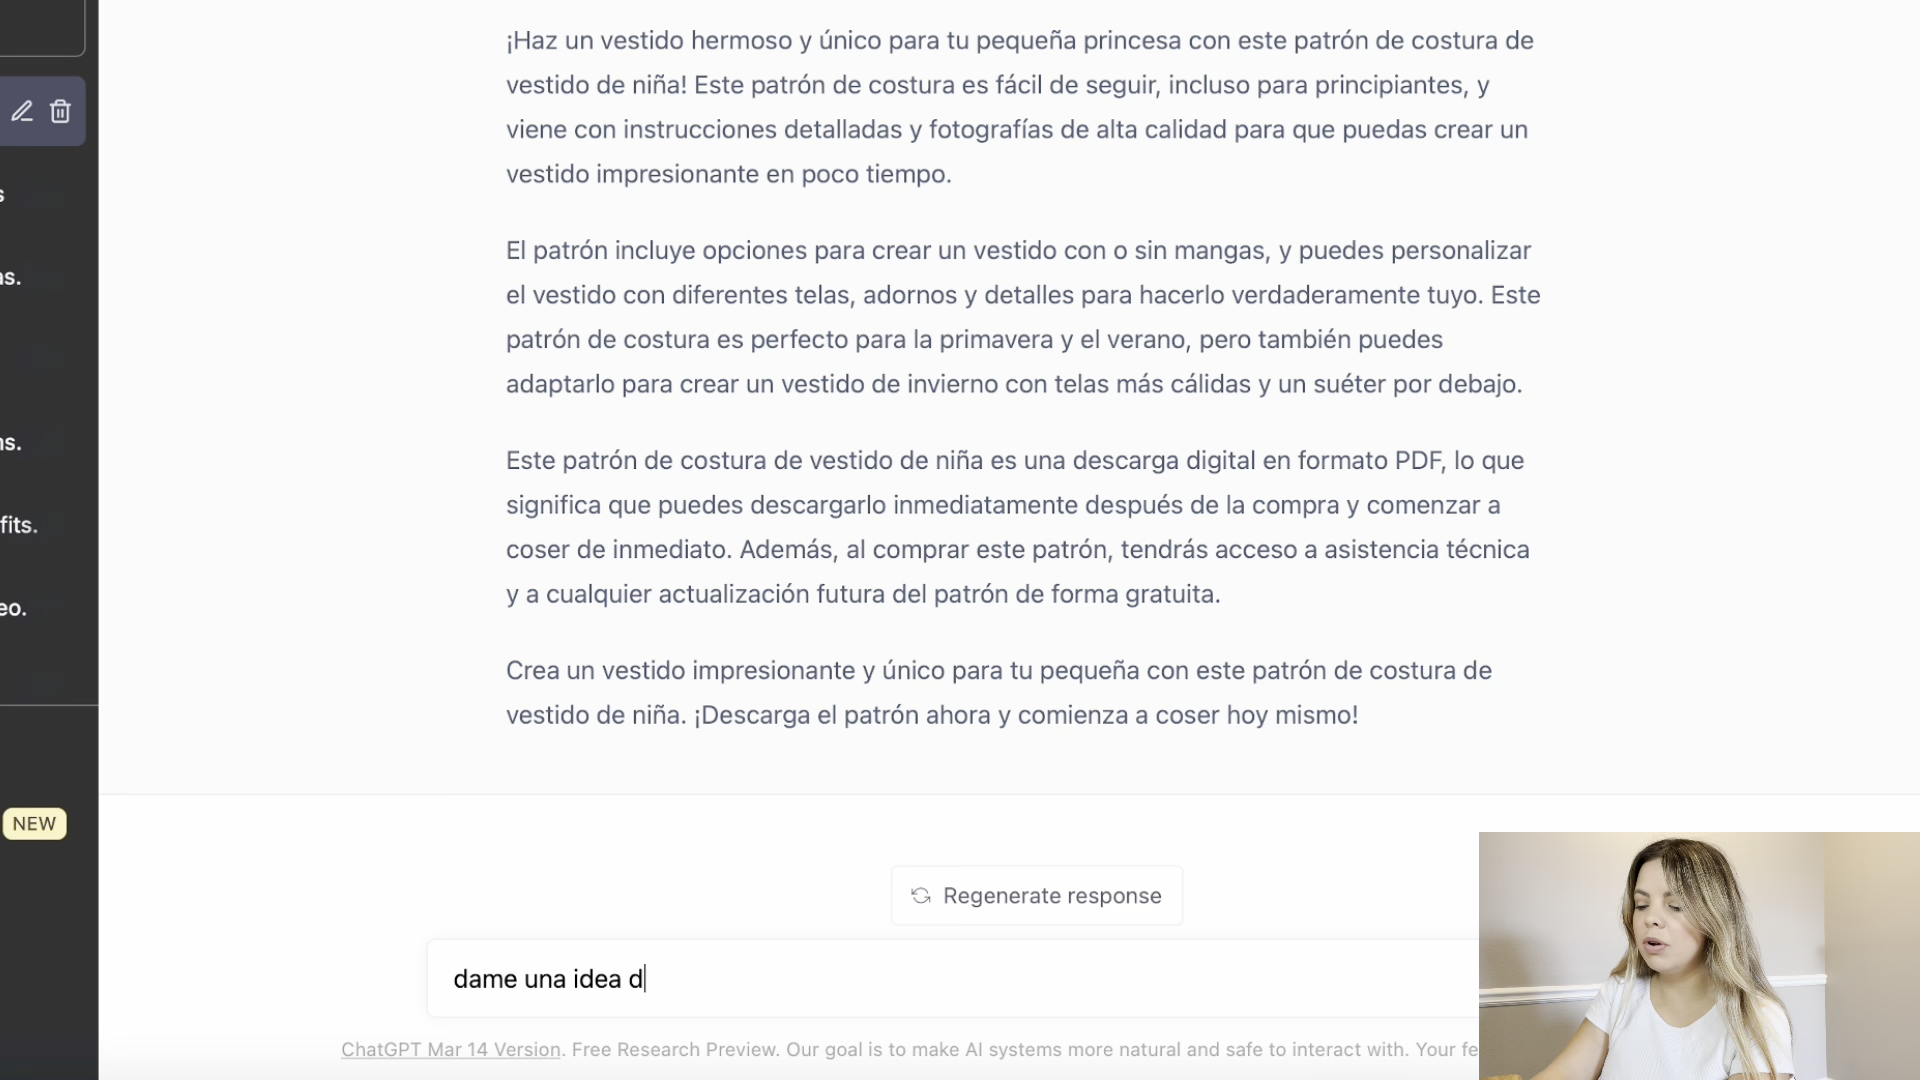 ¡Haz un vestido hermoso y único para tu pequeña princesa con este patrón de costura de
vestido de niña! Este patrón de costura es fácil de seguir, incluso para principiantes, y
viene con instrucciones detalladas y fotografías de alta calidad para que puedas crear un
vestido impresionante en poco tiempo.
El patrón incluye opciones para crear un vestido con o sin mangas, y puedes personalizar
el vestido con diferentes telas, adornos y detalles para hacerlo verdaderamente tuyo. Este
patrón de costura es perfecto para la primavera y el verano, pero también puedes
adaptarlo para crear un vestido de invierno con telas más cálidas y un suéter por debajo.
Este patrón de costura de vestido de niña es una descarga digital en formato PDF, lo que
significa que puedes descargarlo inmediatamente después de la compra y comenzar a
coser de inmediato. Además, al comprar este patrón, tendrás acceso a asistencia técnica
y a cualquier actualización futura del patrón de forma gratuita.
Crea un vestido impresionante y único para tu pequeña con este patrón de costura de
vestido de niña. ¡Descarga el patrón ahora y comienza a coser hoy mismo!
s
as.
ns.
fits.
eo.
NEW
Regenerate response
dame una idea d
ChatGPT Mar 14 Version. Free Research Preview. Our goal is to make AI systems more natural and safe to interact with. Your fe